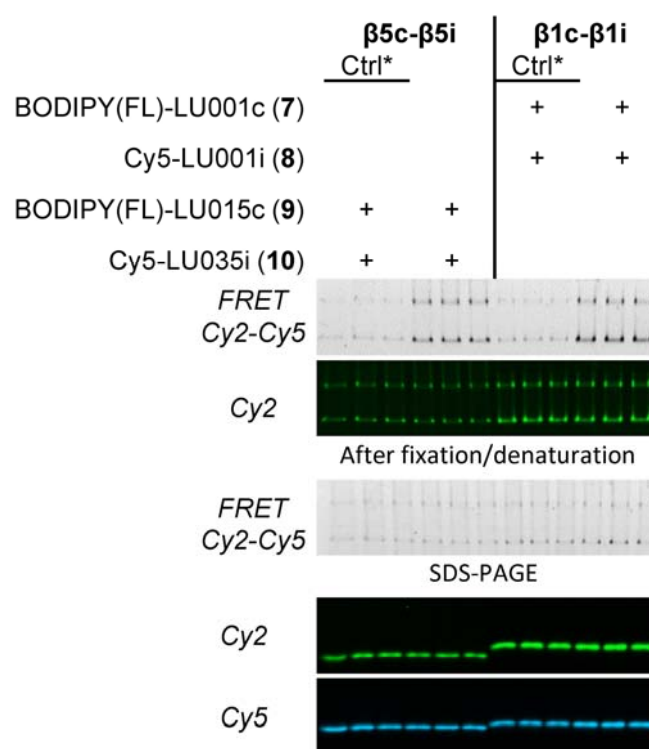 β5c-β5i β1c-β1i
Ctrl* Ctrl*
BODIPY(FL)-LU001c (7) + +
Cy5-LU001i (8) + +
BODIPY(FL)-LU015c (9) + +
Cy5-LU035i (10) + +
FRET
Cy2-Cy5
Cy2
After fixation/denaturation
FRET
Cy2-Cy5
SDS-PAGE
Cy2
Cy5